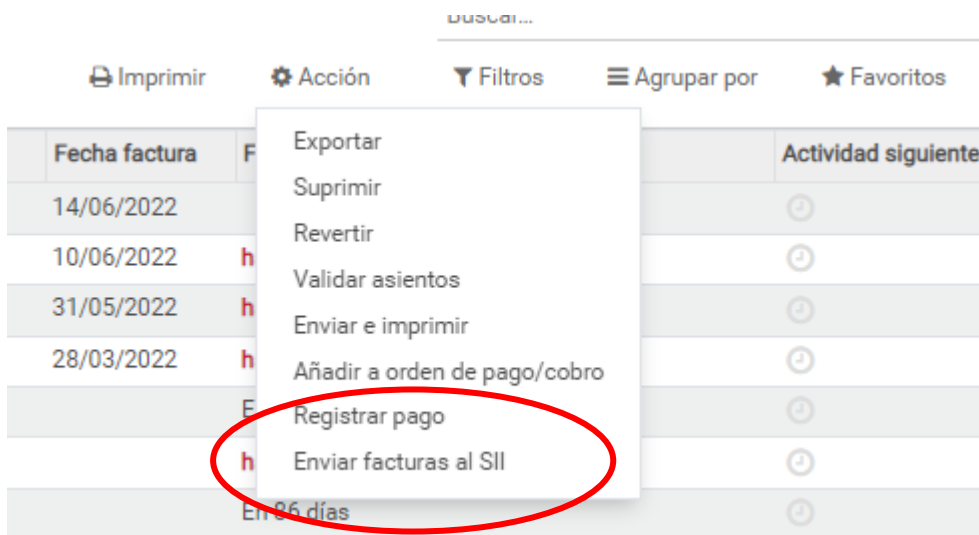 Buscar...
Imprimir Acción Filtros Agrupar por Favoritos
Fecha factura F Actividad siguiente
Exportar
Suprimir
14/06/2022
Revertir
10/06/2022 h
Validar asientos
31/05/2022 h
Enviar e imprimir
28/03/2022 h
Añadir a orden de pago/cobro
E
Registrar pago
h Enviar facturas al SII
En 86 días